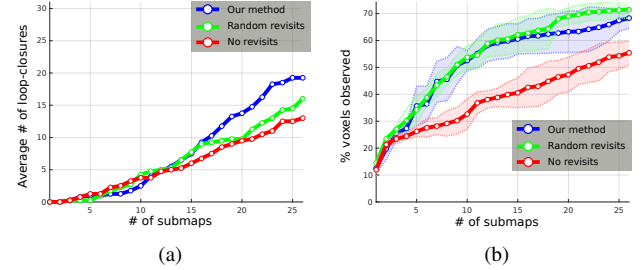 30
25
20
15
10
5
0
Average # of loop-closures
Our method
Random revisits
No revisits
5 10 15 20 25
# of submaps
(a)
70
60
50
40
30
20
10
0
% voxels observed
Our method
Random revisits
No revisits
5 10 15 20 25
# of submaps
(b)